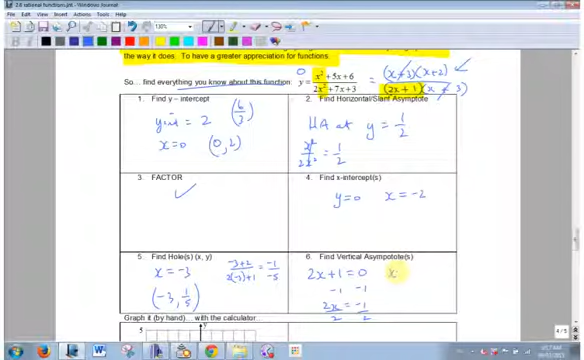 2.6 rational functions.jnt - Windows Journal
File Edit View Insert Actions Tools Help
130%
the way it does. To have a greater appreciation for functions.
So… find everything you know about this function: y = x² + 5x + 6 / 2x² + 7x + 3 = (x + 3)(x + 2) / (2x + 1)(x + 3)
1. Find y – intercept
y int = 2 (6/3)
x = 0 (0, 2)
2. Find Horizontal/Slant Asymptote
HA at y = 1/2
x²/2x² = 1/2
3. FACTOR
✓
4. Find x-intercept(s)
y = 0 x = -2
5. Find Hole(s) (x, y)
x = -3 -3+2 / 2(-3)+1 = -1/-5
(-3, 1/5)
6. Find Vertical Asympotote(s)
2x + 1 = 0 x
-1 -1
2x = -1
2 2
Graph it (by hand)… with the calculator…
5 y
4 / 5